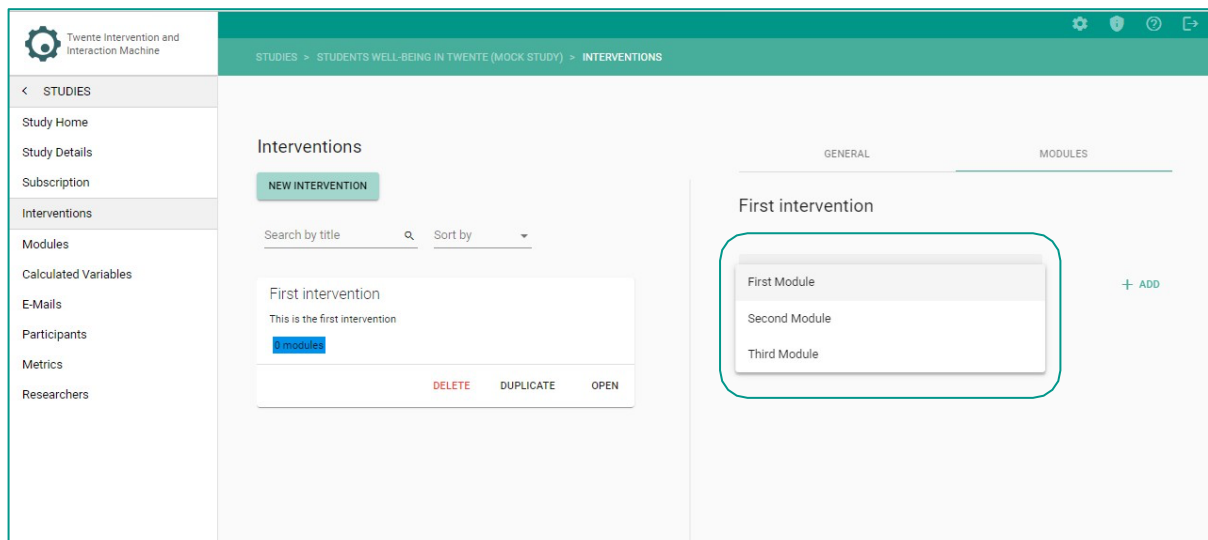 Twente Intervention and
Interaction Machine
STUDIES > STUDENTS WELL-BEING IN TWENTE (MOCK STUDY) > INTERVENTIONS
< STUDIES
Study Home
Study Details
Subscription
Interventions
Modules
Calculated Variables
E-Mails
Participants
Metrics
Researchers
Interventions
NEW INTERVENTION
Search by title
Sort by
First intervention
This is the first intervention
0 modules
DELETE DUPLICATE OPEN
GENERAL MODULES
First intervention
First Module
Second Module
Third Module
+ ADD